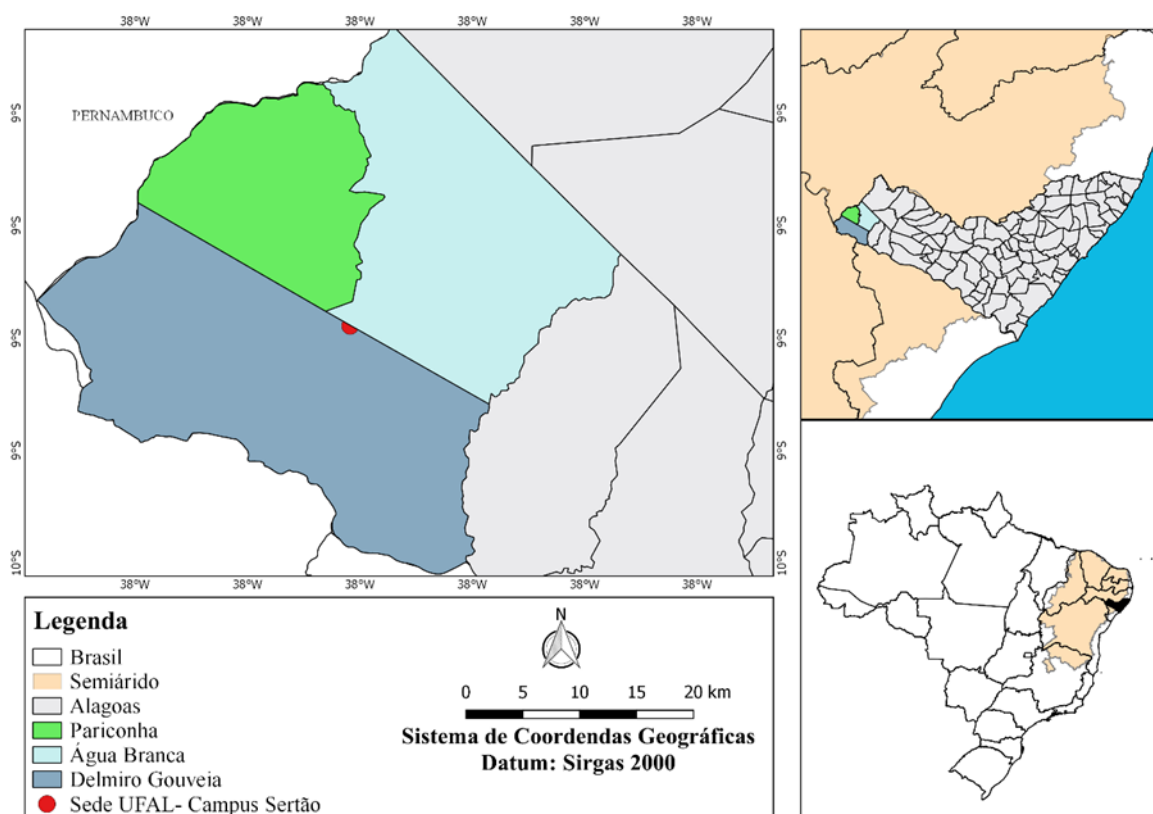 38°W 38°W 38°W 38°W 38°W 38°W
PERNAMBUCO
9°S
9°S
9°S
9°S
10°S
9°S
9°S
9°S
9°S
10°S
38°W 38°W 38°W 38°W 38°W 38°W
Legenda
Brasil
Semiárido
Alagoas
Pariconha
Água Branca
Delmiro Gouveia
Sede UFAL- Campus Sertão
N
0 5 10 15 20 km
Sistema de Coordendas Geográficas
Datum: Sirgas 2000